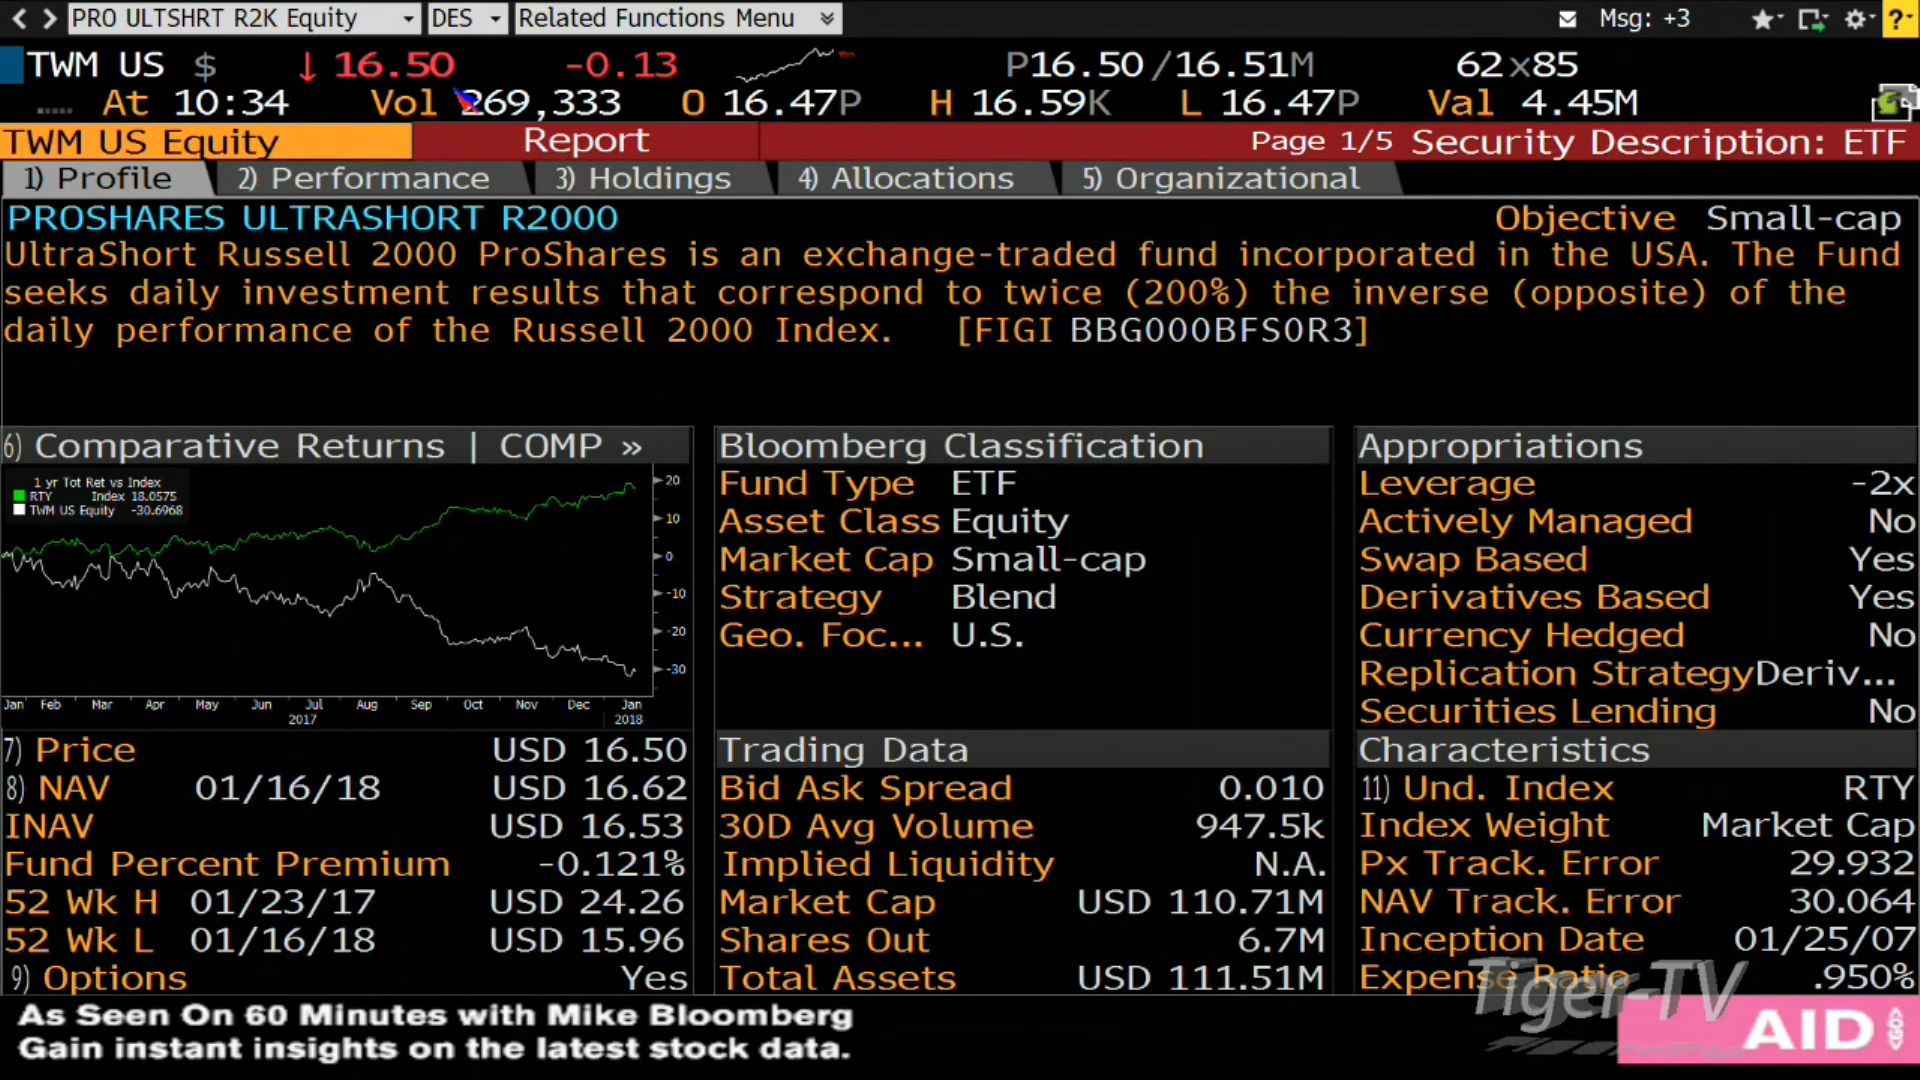 PRO ULTSHRT R2K Equity DES Related Functions Menu Msg: +3 ?
TWM US $ ↓ 16.50 -0.13 P16.50 /16.51M 62x85
At 10:34 Vol 269,333 O 16.47P H 16.59K L 16.47P Val 4.45M
TWM US Equity Report Page 1/5 Security Description: ETF
1) Profile 2) Performance 3) Holdings 4) Allocations 5) Organizational
PROSHARES ULTRASHORT R2000 Objective Small-cap
UltraShort Russell 2000 ProShares is an exchange-traded fund incorporated in the USA. The Fund
seeks daily investment results that correspond to twice (200%) the inverse (opposite) of the
daily performance of the Russell 2000 Index. [FIGI BBG000BFS0R3]
6) Comparative Returns | COMP »
1 yr Tot Ret vs Index
RTY Index 18.0575
TWM US Equity -30.6968
20
10
0
-10
-20
-30
Jan Feb Mar Apr May Jun Jul Aug Sep Oct Nov Dec Jan
2017 2018
7) Price USD 16.50
8) NAV 01/16/18 USD 16.62
INAV USD 16.53
Fund Percent Premium -0.121%
52 Wk H 01/23/17 USD 24.26
52 Wk L 01/16/18 USD 15.96
9) Options Yes
Bloomberg Classification
Fund Type ETF
Asset Class Equity
Market Cap Small-cap
Strategy Blend
Geo. Foc... U.S.
Trading Data
Bid Ask Spread 0.010
30D Avg Volume 947.5k
Implied Liquidity N.A.
Market Cap USD 110.71M
Shares Out 6.7M
Total Assets USD 111.51M
Appropriations
Leverage -2x
Actively Managed No
Swap Based Yes
Derivatives Based Yes
Currency Hedged No
Replication Strategy Deriv...
Securities Lending No
Characteristics
11) Und. Index RTY
Index Weight Market Cap
Px Track. Error 29.932
NAV Track. Error 30.064
Inception Date 01/25/07
Expense Ratio .950%
Tiger-TV
As Seen On 60 Minutes with Mike Bloomberg
Gain instant insights on the latest stock data.
AID